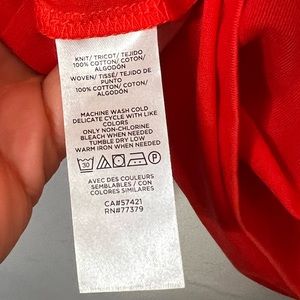 KNIT/ TRICOT/ TEJIDO
100% COTTON/ COTON/
ALGODÓN
WOVEN/ TISSÉ/ TEJIDO
DE PUNTO
100% COTTON/ COTON/
ALGODÓN
MACHINE WASH COLD
DELICATE CYCLE WITH LIKE
COLORS
ONLY NON-CHLORINE
BLEACH WHEN NEEDED
TUMBLE DRY LOW
WARM IRON WHEN NEEDED
30 P
AVEC DES COULEURS
SEMBLABLES/ CON
COLORES SIMILARES
CA#57421
RN#77379